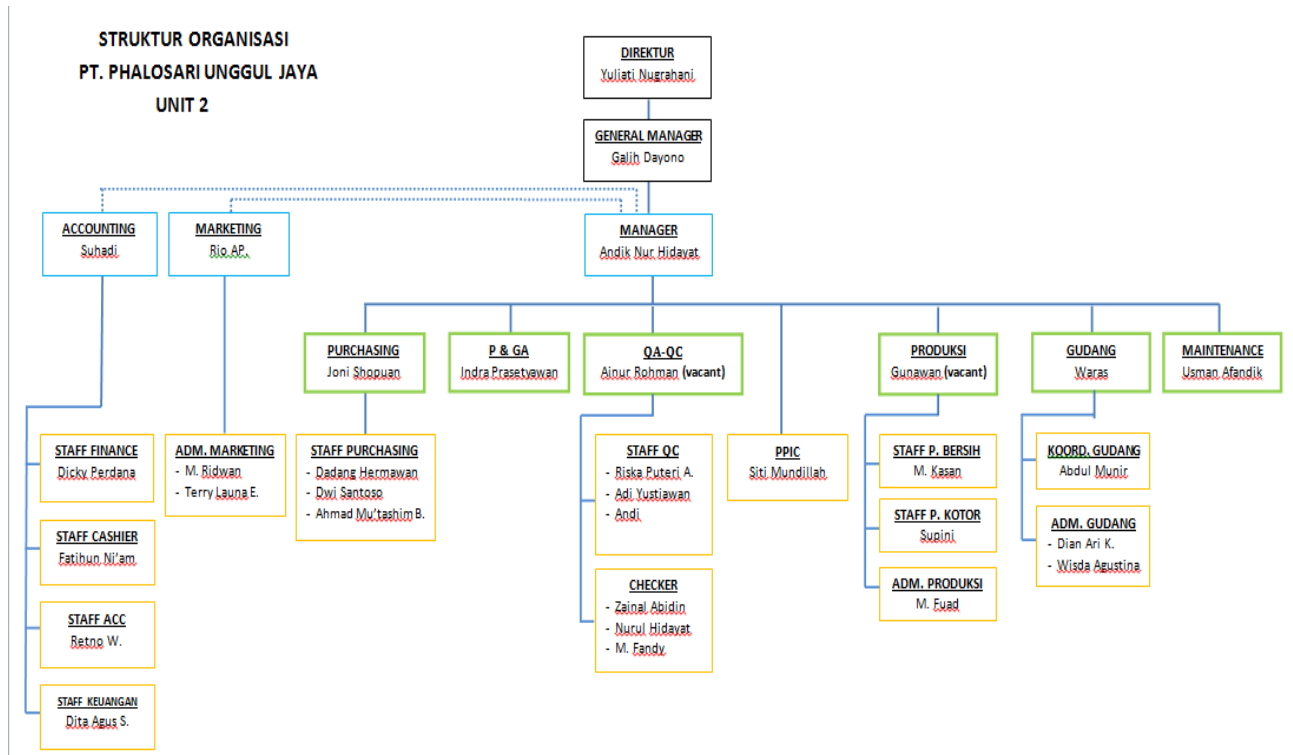 STRUKTUR ORGANISASI
PT. PHALOSARI UNGGUL JAYA
UNIT 2
DIREKTUR
Yuliati Nugrahani
GENERAL MANAGER
Galih Dayono
ACCOUNTING
Suhadi
MARKETING
Rio AP.
MANAGER
Andik Nur Hidayat
PURCHASING
Joni Shopuan
P & GA
Indra Prasetyawan
QA-QC
Ainur Rohman (vacant)
PRODUKSI
Gunawan (vacant)
GUDANG
Waras
MAINTENANCE
Usman Afandik
STAFF FINANCE
Dicky Perdana
STAFF CASHIER
Fatihun Ni'am
STAFF ACC
Retno W.
STAFF KEUANGAN
Dita Agus S.
ADM. MARKETING
- M. Ridwan
- Terry Launa E.
STAFF PURCHASING
- Dadang Hermawan
- Dwi Santoso
- Ahmad Mu'tashim B.
STAFF QC
- Riska Puteri A.
- Adi Yustiawan
- Andi
CHECKER
- Zainal Abidin
- Nurul Hidayat
- M. Fandy
PPIC
Siti Mundillah
STAFF P. BERSIH
M. Kasan
STAFF P. KOTOR
Supini
ADM. PRODUKSI
M. Fuad
KOORD. GUDANG
Abdul Munir
ADM. GUDANG
- Dian Ari K.
- Wisda Agustina